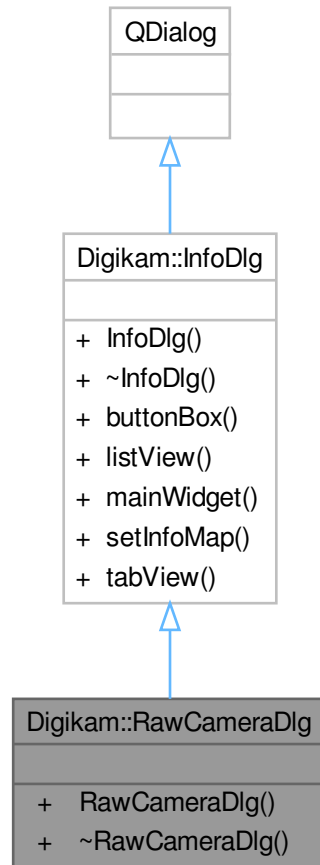 QDialog
Digikam::InfoDlg
+ InfoDlg()
+ ~InfoDlg()
+ buttonBox()
+ listView()
+ mainWidget()
+ setInfoMap()
+ tabView()
Digikam::RawCameraDlg
+ RawCameraDlg()
+ ~RawCameraDlg()